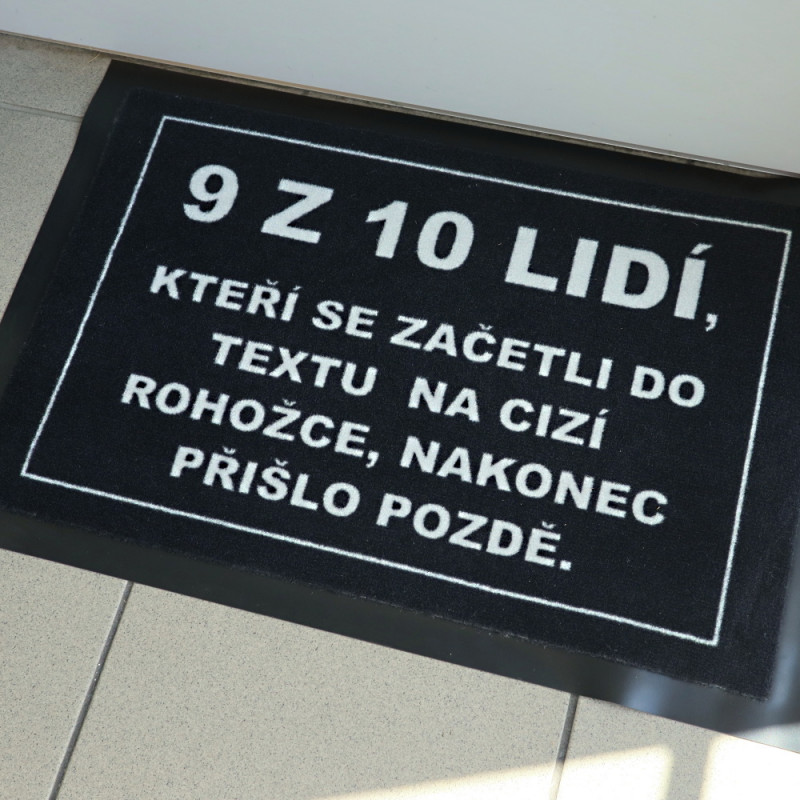 9 Z 10 LIDÍ,
KTEŘÍ SE ZAČETLI DO
TEXTU NA CIZÍ
ROHOŽCE, NAKONEC
PŘIŠLO POZDĚ.